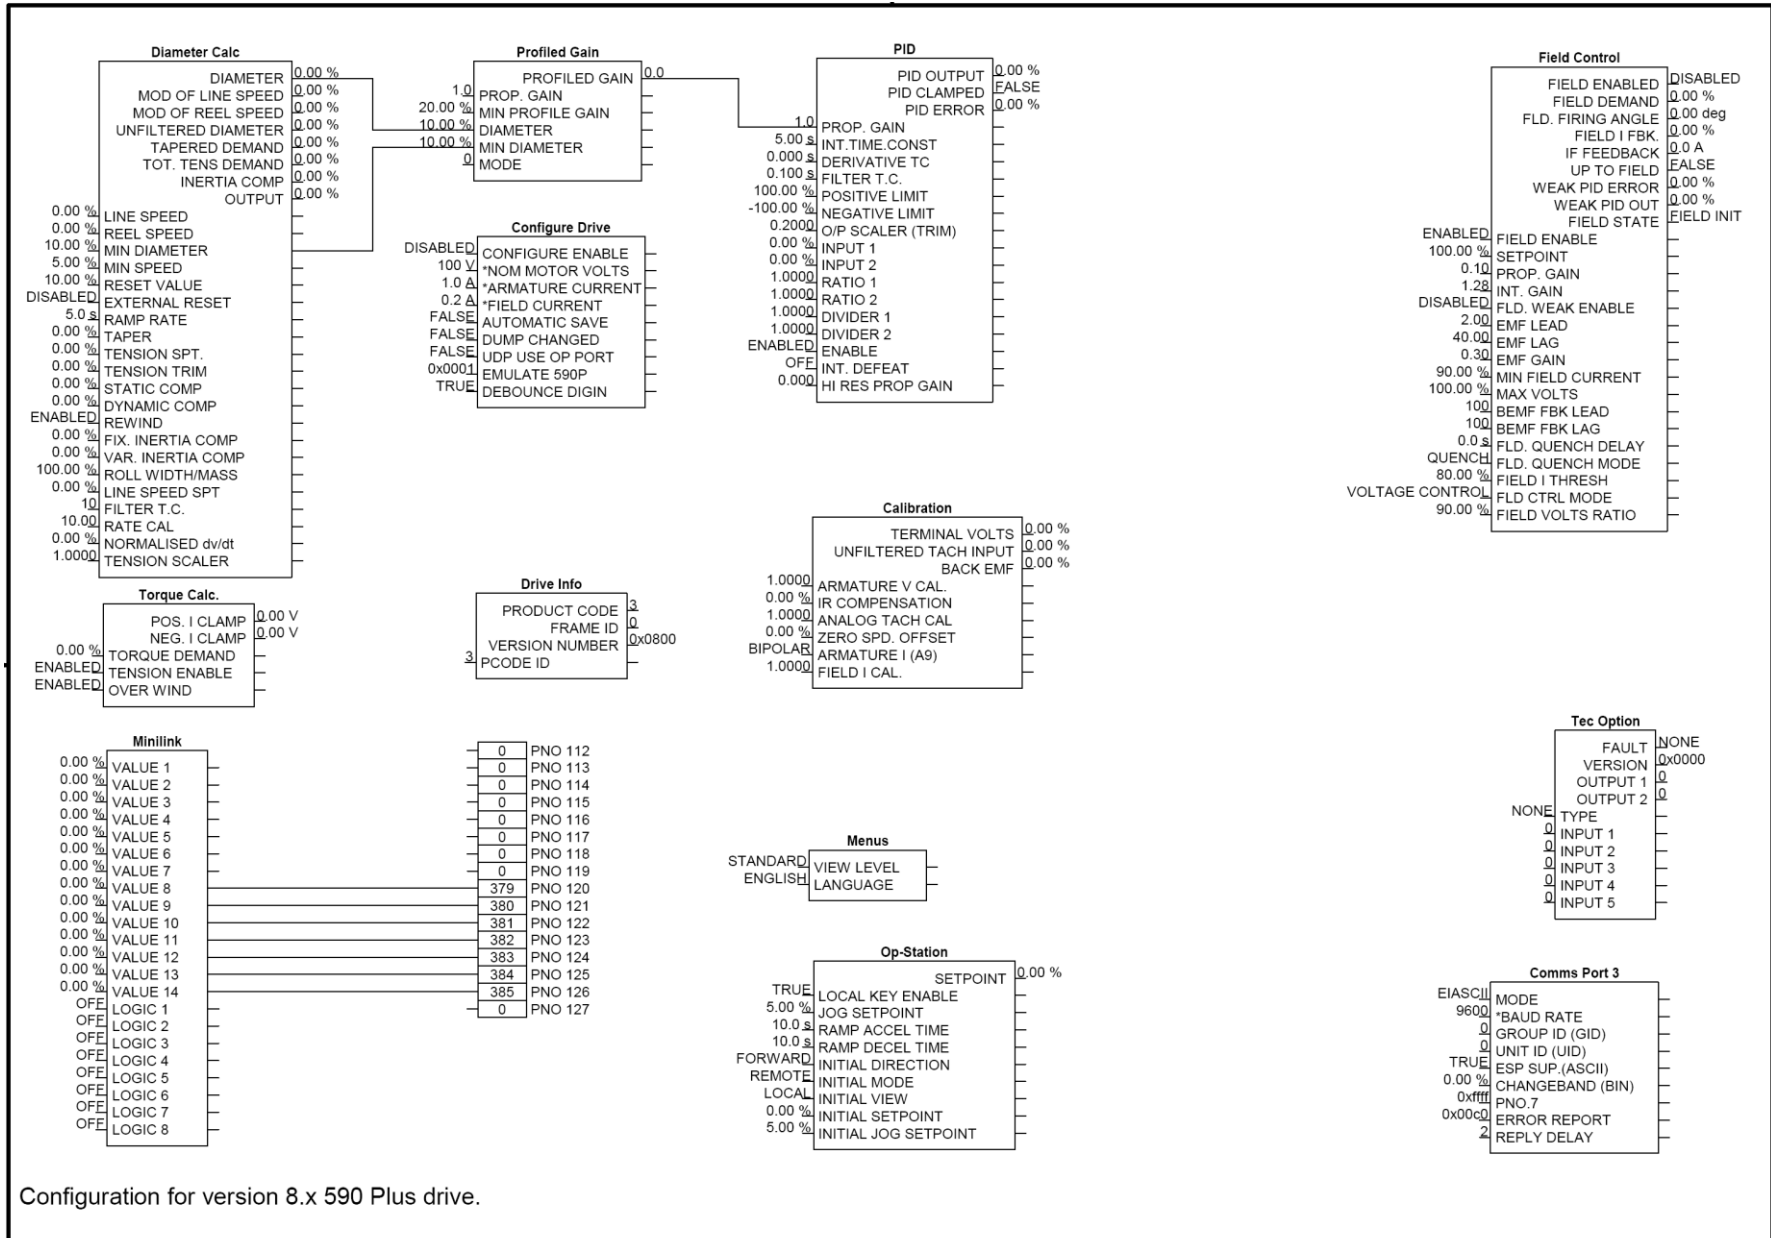 Diameter Calc
DIAMETER 0.00 %
MOD OF LINE SPEED 0.00 %
MOD OF REEL SPEED 0.00 %
UNFILTERED DIAMETER 0.00 %
TAPERED DEMAND 0.00 %
TOT. TENS DEMAND 0.00 %
INERTIA COMP 0.00 %
OUTPUT 0.00 %
0.00 % LINE SPEED
0.00 % REEL SPEED
10.00 % MIN DIAMETER
5.00 % MIN SPEED
10.00 % RESET VALUE
DISABLED EXTERNAL RESET
5.0 s RAMP RATE
0.00 % TAPER
0.00 % TENSION SPT.
0.00 % TENSION TRIM
0.00 % STATIC COMP
0.00 % DYNAMIC COMP
ENABLED REWIND
0.00 % FIX. INERTIA COMP
0.00 % VAR. INERTIA COMP
100.00 % ROLL WIDTH/MASS
0.00 % LINE SPEED SPT
10 FILTER T.C.
10.00 RATE CAL
0.00 % NORMALISED dv/dt
1.0000 TENSION SCALER
Torque Calc.
POS. I CLAMP 0.00 V
NEG. I CLAMP 0.00 V
0.00 % TORQUE DEMAND
ENABLED TENSION ENABLE
ENABLED OVER WIND
Minilink
0.00 % VALUE 1
0.00 % VALUE 2
0.00 % VALUE 3
0.00 % VALUE 4
0.00 % VALUE 5
0.00 % VALUE 6
0.00 % VALUE 7
0.00 % VALUE 8
0.00 % VALUE 9
0.00 % VALUE 10
0.00 % VALUE 11
0.00 % VALUE 12
0.00 % VALUE 13
0.00 % VALUE 14
OFF LOGIC 1
OFF LOGIC 2
OFF LOGIC 3
OFF LOGIC 4
OFF LOGIC 5
OFF LOGIC 6
OFF LOGIC 7
OFF LOGIC 8
Profiled Gain
PROFILED GAIN 0.0
1.0 PROP. GAIN
20.00 % MIN PROFILE GAIN
10.00 % DIAMETER
10.00 % MIN DIAMETER
0 MODE
Configure Drive
DISABLED CONFIGURE ENABLE
100 V *NOM MOTOR VOLTS
1.0 A *ARMATURE CURRENT
0.2 A *FIELD CURRENT
FALSE AUTOMATIC SAVE
FALSE DUMP CHANGED
FALSE UDP USE OP PORT
0x0001 EMULATE 590P
TRUE DEBOUNCE DIGIN
Drive Info
PRODUCT CODE 3
FRAME ID 0
VERSION NUMBER 0x0800
3 PCODE ID
0 PNO 112
0 PNO 113
0 PNO 114
0 PNO 115
0 PNO 116
0 PNO 117
0 PNO 118
0 PNO 119
379 PNO 120
380 PNO 121
381 PNO 122
382 PNO 123
383 PNO 124
384 PNO 125
385 PNO 126
0 PNO 127
PID
PID OUTPUT 0.00 %
PID CLAMPED FALSE
PID ERROR 0.00 %
1.0 PROP. GAIN
5.00 s INT.TIME.CONST
0.000 s DERIVATIVE TC
0.100 s FILTER T.C.
100.00 % POSITIVE LIMIT
-100.00 % NEGATIVE LIMIT
0.2000 O/P SCALER (TRIM)
0.00 % INPUT 1
0.00 % INPUT 2
1.0000 RATIO 1
1.0000 RATIO 2
1.0000 DIVIDER 1
1.0000 DIVIDER 2
ENABLED ENABLE
OFF INT. DEFEAT
0.000 HI RES PROP GAIN
Calibration
TERMINAL VOLTS 0.00 %
UNFILTERED TACH INPUT 0.00 %
BACK EMF 0.00 %
1.0000 ARMATURE V CAL.
0.00 % IR COMPENSATION
1.0000 ANALOG TACH CAL
0.00 % ZERO SPD. OFFSET
BIPOLAR ARMATURE I (A9)
1.0000 FIELD I CAL.
Menus
STANDARD VIEW LEVEL
ENGLISH LANGUAGE
Op-Station
SETPOINT 0.00 %
TRUE LOCAL KEY ENABLE
5.00 % JOG SETPOINT
10.0 s RAMP ACCEL TIME
10.0 s RAMP DECEL TIME
FORWARD INITIAL DIRECTION
REMOTE INITIAL MODE
LOCAL INITIAL VIEW
0.00 % INITIAL SETPOINT
5.00 % INITIAL JOG SETPOINT
Field Control
FIELD ENABLED DISABLED
FIELD DEMAND 0.00 %
FLD. FIRING ANGLE 0.00 deg
FIELD I FBK. 0.00 %
IF FEEDBACK 0.0 A
UP TO FIELD FALSE
WEAK PID ERROR 0.00 %
WEAK PID OUT 0.00 %
FIELD STATE FIELD INIT
ENABLED FIELD ENABLE
100.00 % SETPOINT
0.10 PROP. GAIN
1.28 INT. GAIN
DISABLED FLD. WEAK ENABLE
2.00 EMF LEAD
40.00 EMF LAG
0.30 EMF GAIN
90.00 % MIN FIELD CURRENT
100.00 % MAX VOLTS
100 BEMF FBK LEAD
100 BEMF FBK LAG
0.0 s FLD. QUENCH DELAY
QUENCH FLD. QUENCH MODE
80.00 % FIELD I THRESH
VOLTAGE CONTROL FLD CTRL MODE
90.00 % FIELD VOLTS RATIO
Tec Option
FAULT NONE
VERSION 0x0000
OUTPUT 1 0
OUTPUT 2 0
NONE TYPE
0 INPUT 1
0 INPUT 2
0 INPUT 3
0 INPUT 4
0 INPUT 5
Comms Port 3
EIASCII MODE
9600 *BAUD RATE
0 GROUP ID (GID)
0 UNIT ID (UID)
TRUE ESP SUP.(ASCII)
0.00 % CHANGEBAND (BIN)
0xffff PNO.7
0x00c0 ERROR REPORT
2 REPLY DELAY
Configuration for version 8.x 590 Plus drive.